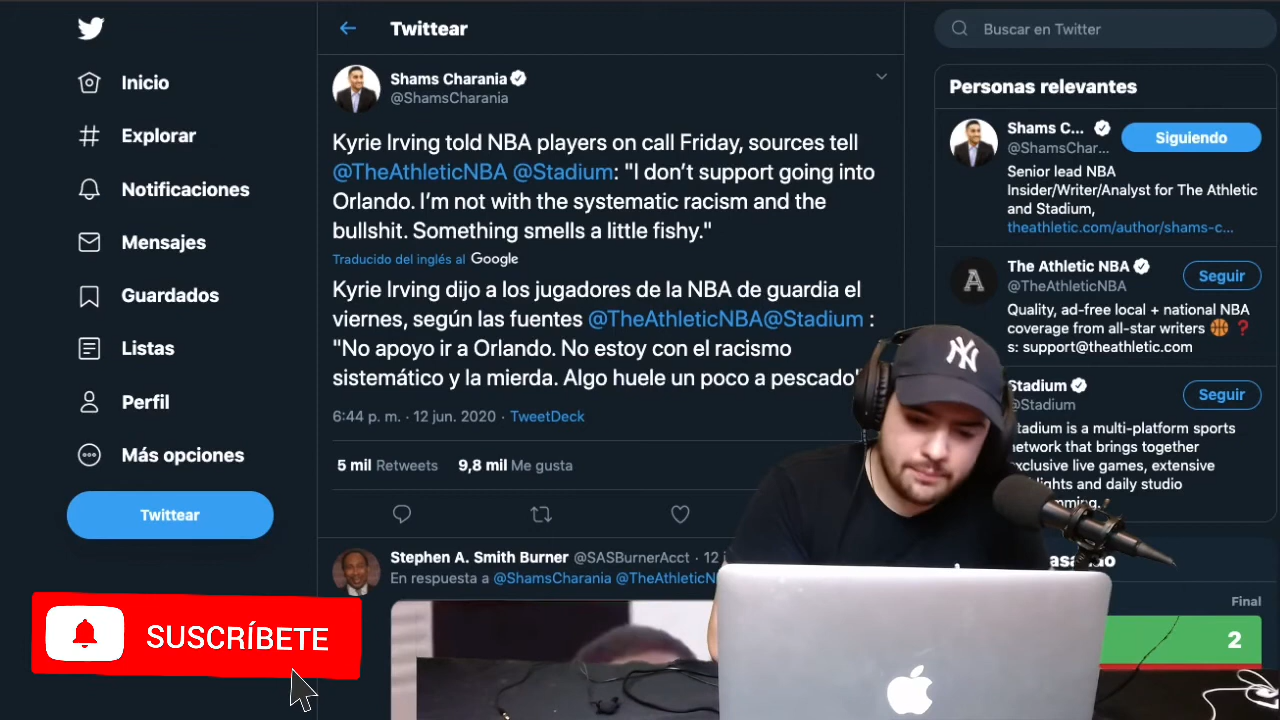 Inicio
Explorar
Notificaciones
Mensajes
Guardados
Listas
Perfil
Más opciones
Twittear
SUSCRÍBETE
Twittear
Shams Charania
@ShamsCharania
Kyrie Irving told NBA players on call Friday, sources tell
@TheAthleticNBA @Stadium: "I don’t support going into
Orlando. I’m not with the systematic racism and the
bullshit. Something smells a little fishy."
Traducido del inglés al Google
Kyrie Irving dijo a los jugadores de la NBA de guardia el
viernes, según las fuentes @TheAthleticNBA@Stadium :
"No apoyo ir a Orlando. No estoy con el racismo
sistemático y la mierda. Algo huele un poco a pescado"
6:44 p. m. · 12 jun. 2020 · TweetDeck
5 mil Retweets 9,8 mil Me gusta
Stephen A. Smith Burner @SASBurnerAcct · 12
En respuesta a @ShamsCharania
Buscar en Twitter
Personas relevantes
Shams C...
@ShamsChar...
Siguiendo
Senior lead NBA
Insider/Writer/Analyst for The Athletic
and Stadium,
theathletic.com/author/shams-c...
The Athletic NBA
@TheAthleticNBA
Seguir
Quality, ad-free local + national NBA
coverage from all-star writers
s: support@theathletic.com
NY
Stadium
@Stadium
Seguir
Stadium is a multi-platform sports
network that brings together
exclusive live games, extensive
and daily studio
Final
2